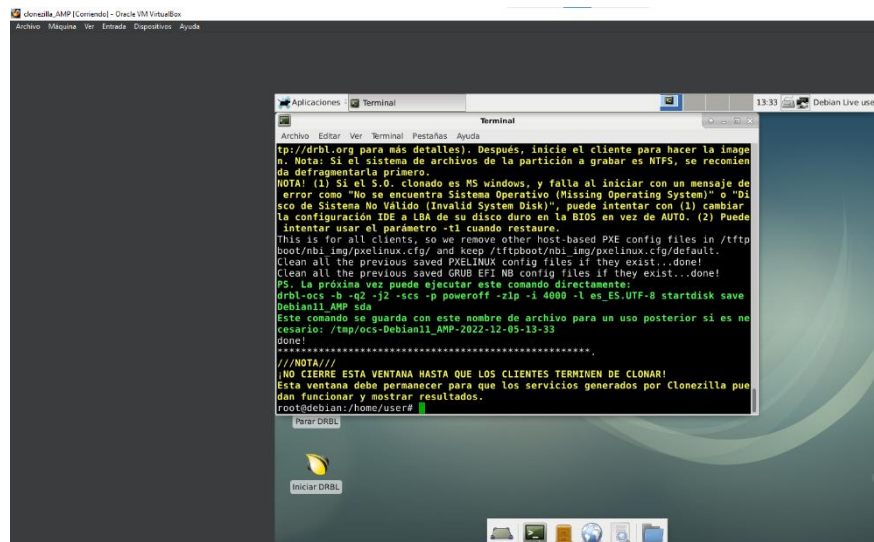 clonezilla_AMP [Corriendo] - Oracle VM VirtualBox
Archivo Máquina Ver Entrada Dispositivos Ayuda
Aplicaciones Terminal 13:33 Debian Live use
Terminal
Archivo Editar Ver Terminal Pestañas Ayuda
tp://drbl.org para más detalles). Después, inicie el cliente para hacer la image
n. Nota: Si el sistema de archivos de la partición a grabar es NTFS, se recomien
da defragmentarla primero.
NOTA! (1) Si el S.O. clonado es MS windows, y falla al iniciar con un mensaje de
error como "No se encuentra Sistema Operativo (Missing Operating System)" o "Di
sco de Sistema No Válido (Invalid System Disk)", puede intentar con (1) cambiar
la configuración IDE a LBA de su disco duro en la BIOS en vez de AUTO. (2) Puede
intentar usar el parámetro -t1 cuando restaure.
This is for all clients, so we remove other host-based PXE config files in /tftp
boot/nbi_img/pxelinux.cfg/ and keep /tftpboot/nbi_img/pxelinux.cfg/default.
Clean all the previous saved PXELINUX config files if they exist...done!
Clean all the previous saved GRUB EFI NB config files if they exist...done!
PS. La próxima vez puede ejecutar este comando directamente:
drbl-ocs -b -q2 -j2 -scs -p poweroff -z1p -i 4000 -l es_ES.UTF-8 startdisk save
Debian11_AMP sda
Este comando se guarda con este nombre de archivo para un uso posterior si es ne
cesario: /tmp/ocs-Debian11_AMP-2022-12-05-13-33
done!
*****************************************************.
///NOTA///
¡NO CIERRE ESTA VENTANA HASTA QUE LOS CLIENTES TERMINEN DE CLONAR!
Esta ventana debe permanecer para que los servicios generados por Clonezilla pue
dan funcionar y mostrar resultados.
root@debian:/home/user#
Parar DRBL
Iniciar DRBL